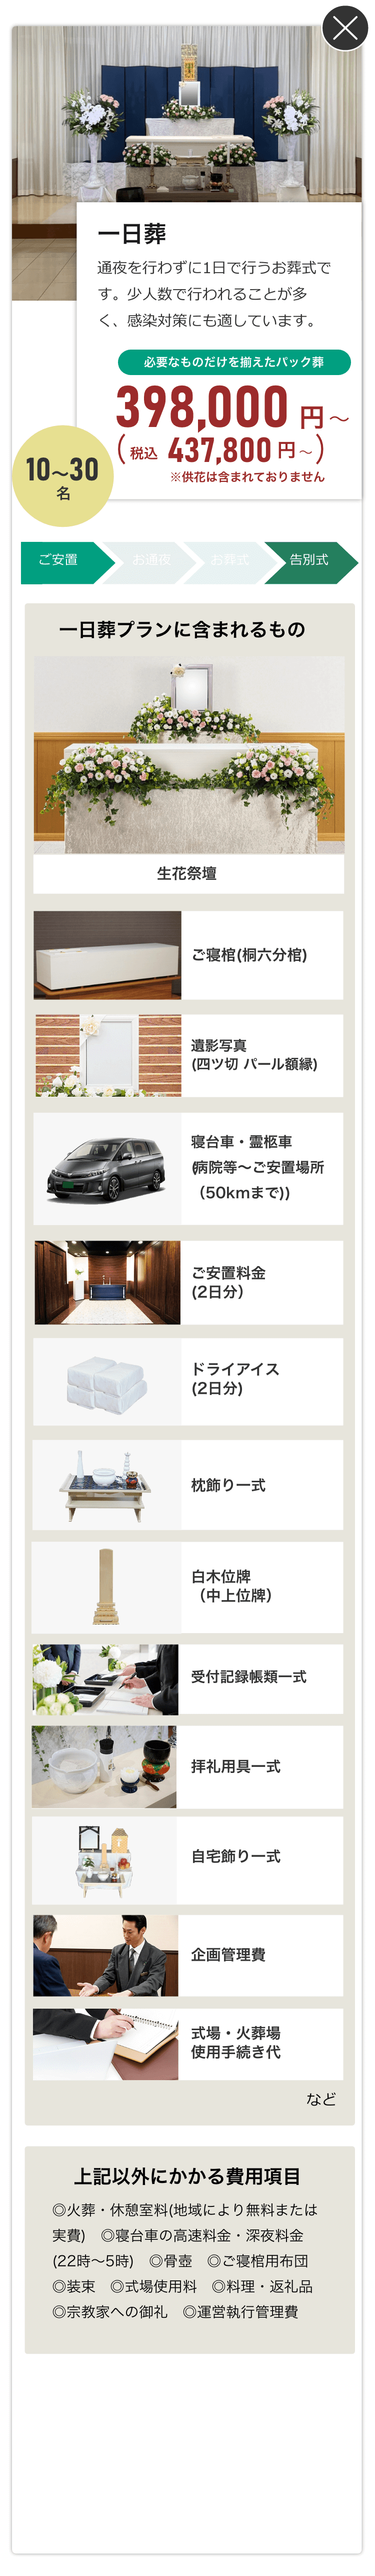 一日葬
通夜を行わずに1日で行うお葬式で
す。少人数で行われることが多
く、感染対策にも適しています。
必要なものだけを揃えたパック葬
398,000 円～
(税込 437,800 円～)
※供花は含まれておりません
10～30
名
ご安置 お通夜 お葬式 告別式
一日葬プランに含まれるもの
生花祭壇
ご寝棺(桐六分棺)
遺影写真
(四ツ切 パール額縁)
寝台車・霊柩車
(病院等～ご安置場所
（50kmまで))
ご安置料金
(2日分）
ドライアイス
(2日分)
枕飾り一式
白木位牌
（中上位牌）
受付記録帳類一式
拝礼用具一式
自宅飾り一式
企画管理費
式場・火葬場
使用手続き代
など
上記以外にかかる費用項目
◎火葬・休憩室料(地域により無料または
実費)　◎寝台車の高速料金・深夜料金
(22時～5時)　◎骨壺　◎ご寝棺用布団
◎装束　◎式場使用料　◎料理・返礼品
◎宗教家への御礼　◎運営執行管理費